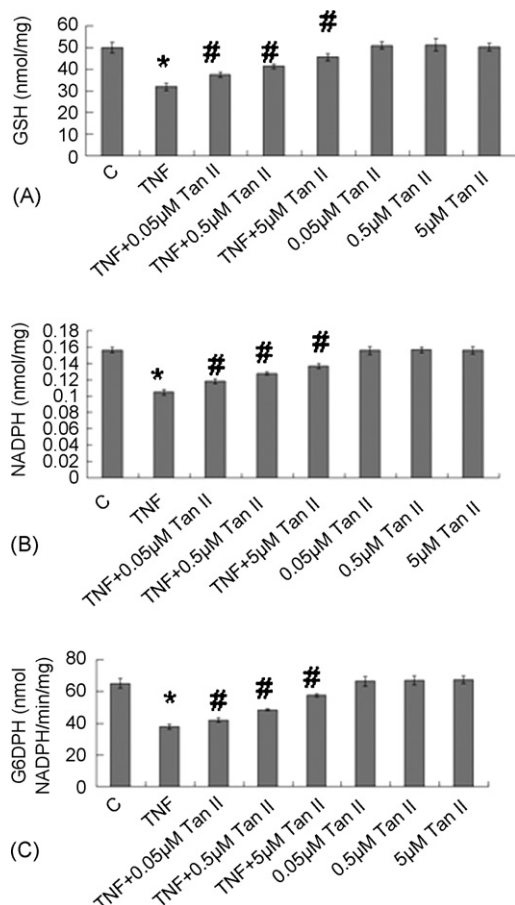 GSH (nmol/mg)
60
50
40
30
20
10
0
*
#
#
#
C
TNF
TNF+0.05µM Tan II
TNF+0.5µM Tan II
TNF+5µM Tan II
0.05µM Tan II
0.5µM Tan II
5µM Tan II
(A)
NADPH (nmol/mg)
0.18
0.16
0.14
0.12
0.1
0.08
0.06
0.04
0.02
0
*
#
#
#
C
TNF
TNF+0.05µM Tan II
TNF+0.5µM Tan II
TNF+5µM Tan II
0.05µM Tan II
0.5µM Tan II
5µM Tan II
(B)
G6DPH (nmol
NADPH/min/mg)
80
60
40
20
0
*
#
#
#
C
TNF
TNF+0.05µM Tan II
TNF+0.5µM Tan II
TNF+5µM Tan II
0.05µM Tan II
0.5µM Tan II
5µM Tan II
(C)